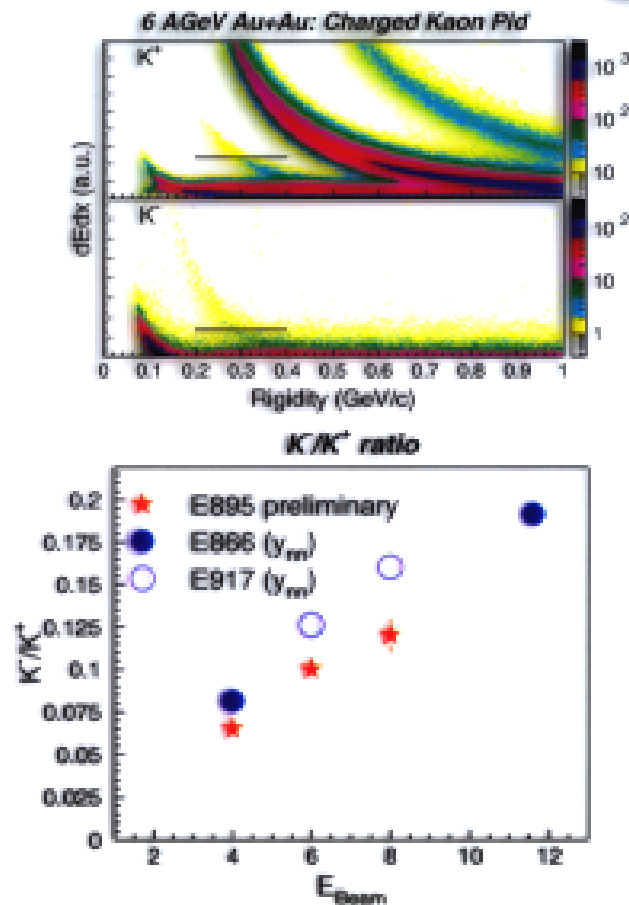 6 AGeV Au+Au: Charged Kaon Pid
K⁺
10³
10²
10
K⁻
10²
10
1
dEdx (a.u.)
0 0.1 0.2 0.3 0.4 0.5 0.6 0.7 0.8 0.9 1
Rigidity (GeV/c)
K⁻/K⁺ ratio
0.2
0.175
0.15
0.125
0.1
0.075
0.05
0.025
0
K⁻/K⁺
E895 preliminary
E866 (yₙₙ)
E917 (yₙₙ)
2 4 6 8 10 12
E_Beam